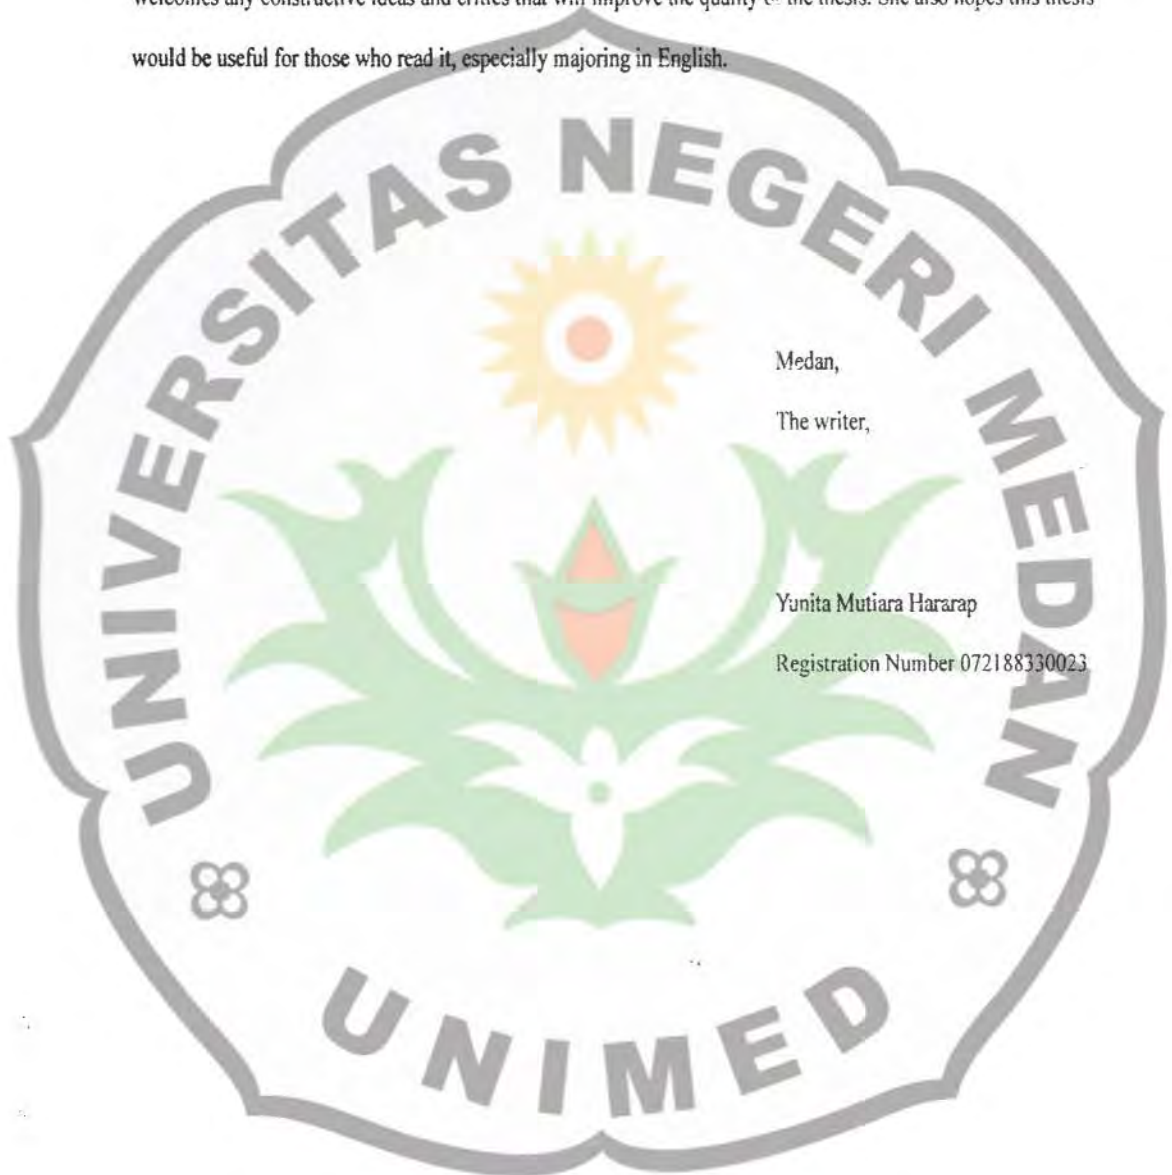 welcomes any constructive ideas and critics that will improve the quality of the thesis. She also hopes this thesis
would be useful for those who read it, especially majoring in English.
UNIVERSITAS NEGERI MEDAN
Medan,
The writer,
Yunita Mutiara Hararap
Registration Number 072188330023
UNIMED